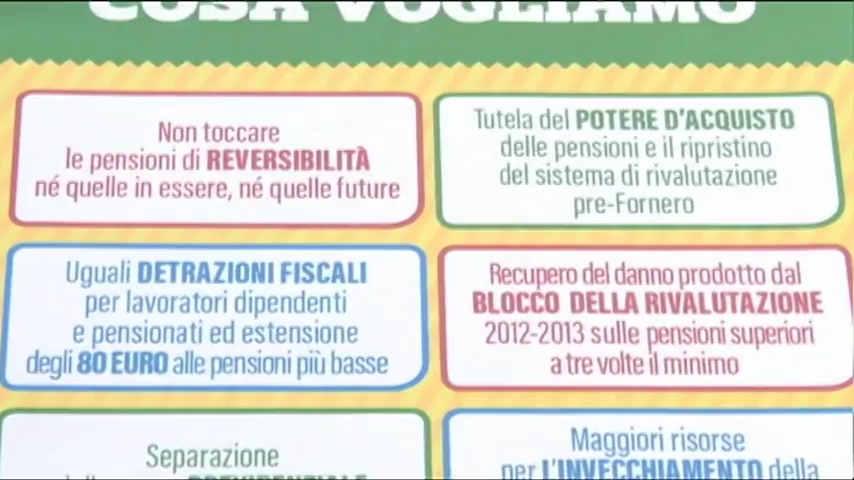 COSA VOGLIAMO
Non toccare
le pensioni di REVERSIBILITÀ
né quelle in essere, né quelle future
Tutela del POTERE D'ACQUISTO
delle pensioni e il ripristino
del sistema di rivalutazione
pre-Fornero
Uguali DETRAZIONI FISCALI
per lavoratori dipendenti
e pensionati ed estensione
degli 80 EURO alle pensioni più basse
Recupero del danno prodotto dal
BLOCCO DELLA RIVALUTAZIONE
2012-2013 sulle pensioni superiori
a tre volte il minimo
Separazione
PREVIDENZIALE
Maggiori risorse
per L'INVECCHIAMENTO della